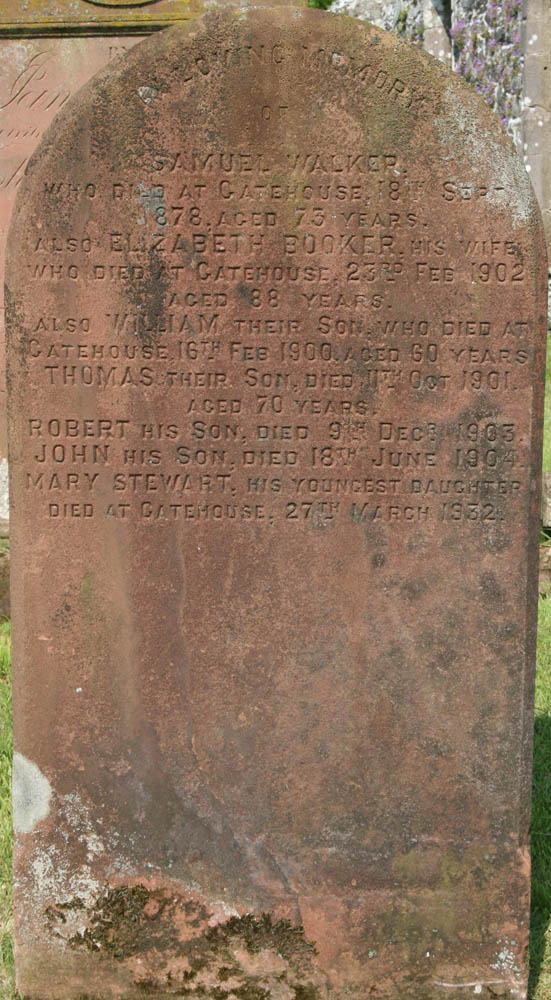 IN LOVING MEMORY
OF
SAMUEL WALKER,
WHO DIED AT GATEHOUSE, 18TH SEPT
1878. AGED 73 YEARS.
ALSO ELIZABETH BOOKER, HIS WIFE,
WHO DIED AT GATEHOUSE, 23RD FEB 1902
AGED 88 YEARS.
ALSO WILLIAM THEIR SON, WHO DIED AT
GATEHOUSE, 16TH FEB 1900. AGED 60 YEARS
THOMAS THEIR SON, DIED 11TH OCT 1901.
AGED 70 YEARS.
ROBERT HIS SON, DIED 9TH DECR 1903.
JOHN HIS SON, DIED 18TH JUNE 1904.
MARY STEWART, HIS YOUNGEST DAUGHTER
DIED AT GATEHOUSE, 27TH MARCH 1932.